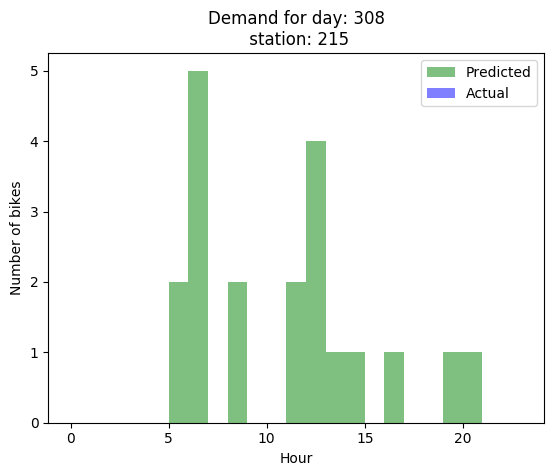 Demand for day: 308
station: 215
Predicted
Actual
Number of bikes
5
4
3
2
1
0
0
5
10
15
20
Hour